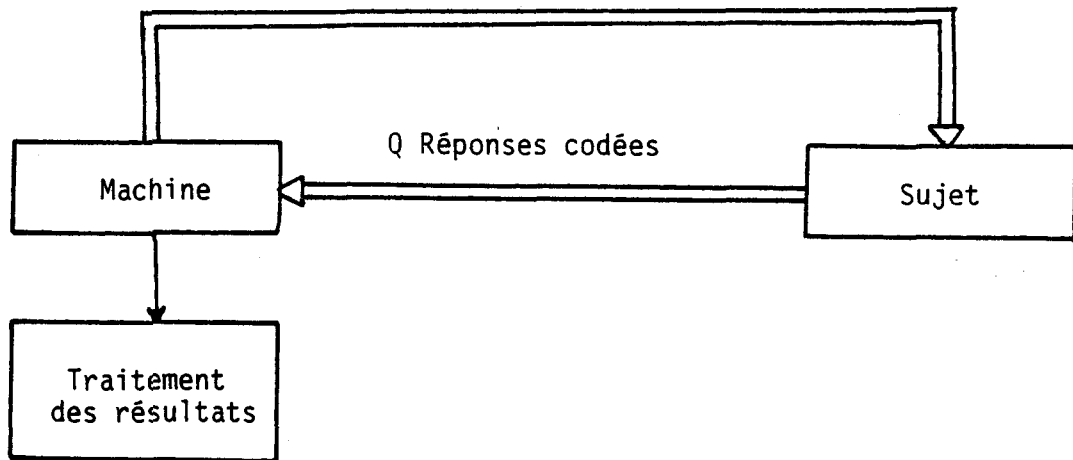 Q Réponses codées
Machine
Sujet
Traitement
des résultats